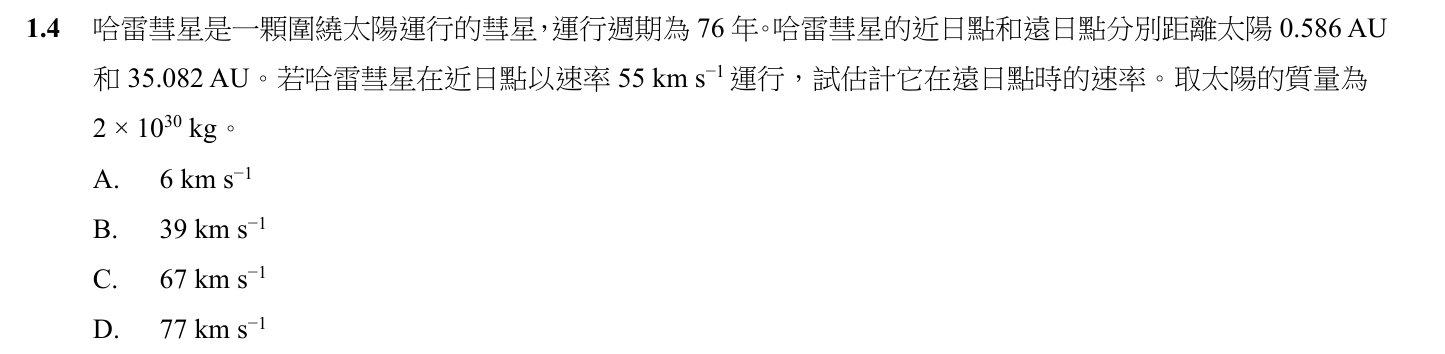 1.4 哈雷彗星是一顆圍繞太陽運行的彗星，運行週期為 76 年。哈雷彗星的近日點和遠日點分別距離太陽 0.586 AU
和 35.082 AU。若哈雷彗星在近日點以速率 55 km s⁻¹ 運行，試估計它在遠日點時的速率。取太陽的質量為
2 × 10³⁰ kg。
A. 6 km s⁻¹
B. 39 km s⁻¹
C. 67 km s⁻¹
D. 77 km s⁻¹